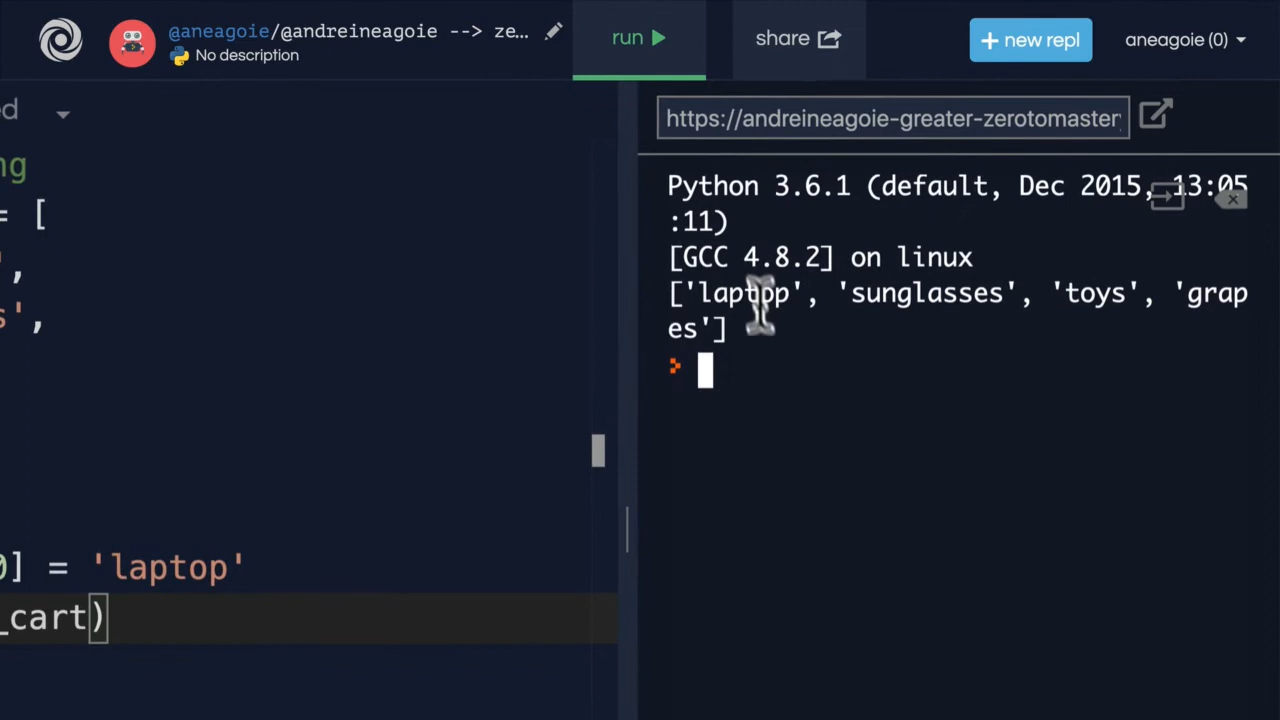 @aneagoie/@andreineagoie --> ze...
No description
run
share
+ new repl
aneagoie (0)
ed
ng
= [
',
s',
0] = 'laptop'
_cart)
https://andreineagoie-greater-zerotomaster
Python 3.6.1 (default, Dec 2015, 13:05
:11)
[GCC 4.8.2] on linux
['laptop', 'sunglasses', 'toys', 'grap
es']